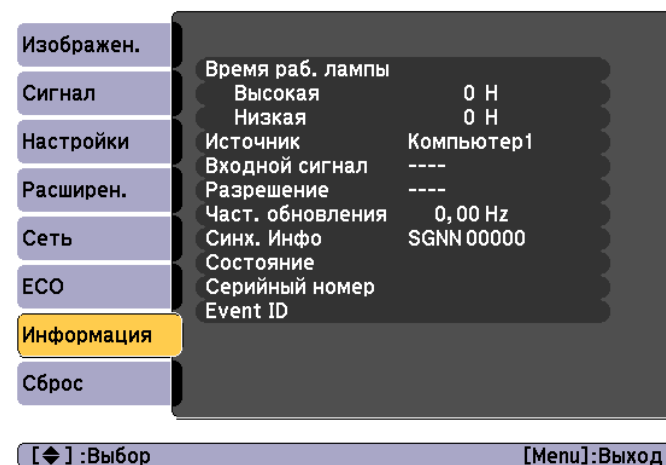 Изображен.
Сигнал
Настройки
Расширен.
Сеть
ECO
Информация
Сброс
Время раб. лампы
Высокая 0 H
Низкая 0 H
Источник Компьютер1
Входной сигнал ----
Разрешение ----
Част. обновления 0,00 Hz
Синх. Инфо SGNN 00000
Состояние
Серийный номер
Event ID
[◆] :Выбор [Menu]:Выход